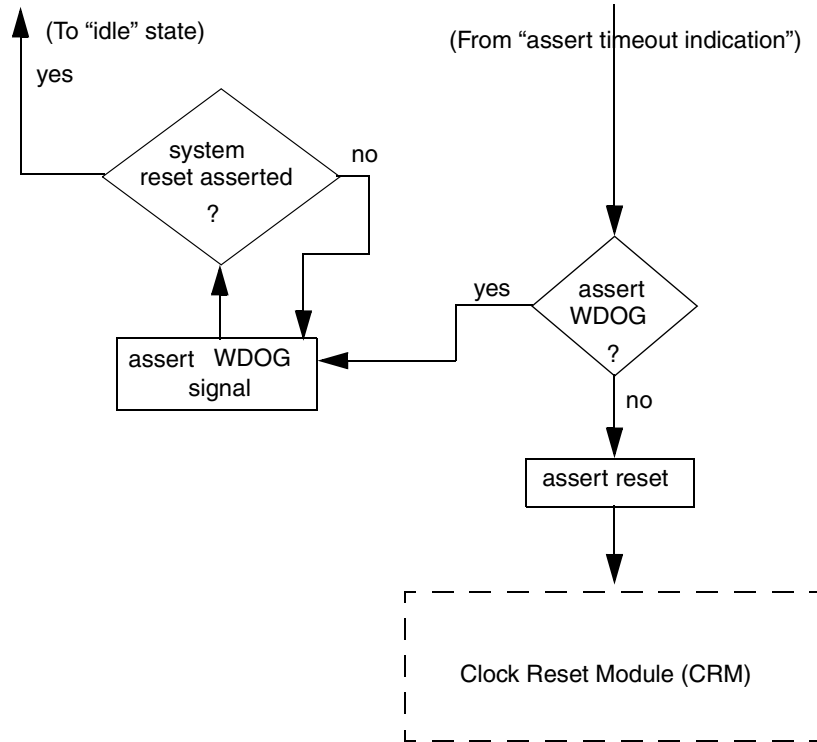 (To “idle” state)
(From “assert timeout indication”)
yes
system
reset asserted
?
no
yes
assert
WDOG
?
assert WDOG
signal
no
assert reset
Clock Reset Module (CRM)